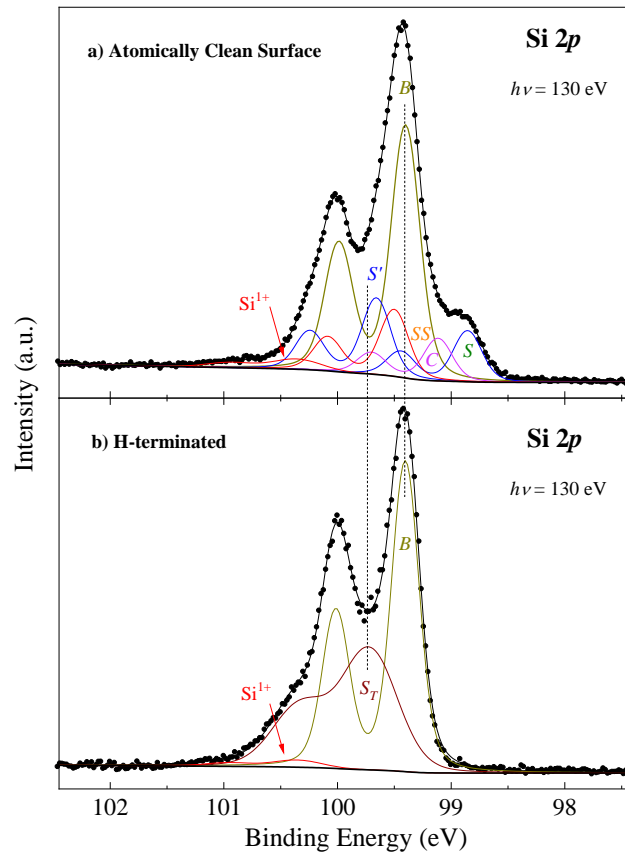 a) Atomically Clean Surface
Si 2p
hν = 130 eV
B
S'
Si1+
SS
C
S
Intensity (a.u.)
b) H-terminated
Si 2p
hν = 130 eV
B
Si1+
ST
102 101 100 99 98
Binding Energy (eV)